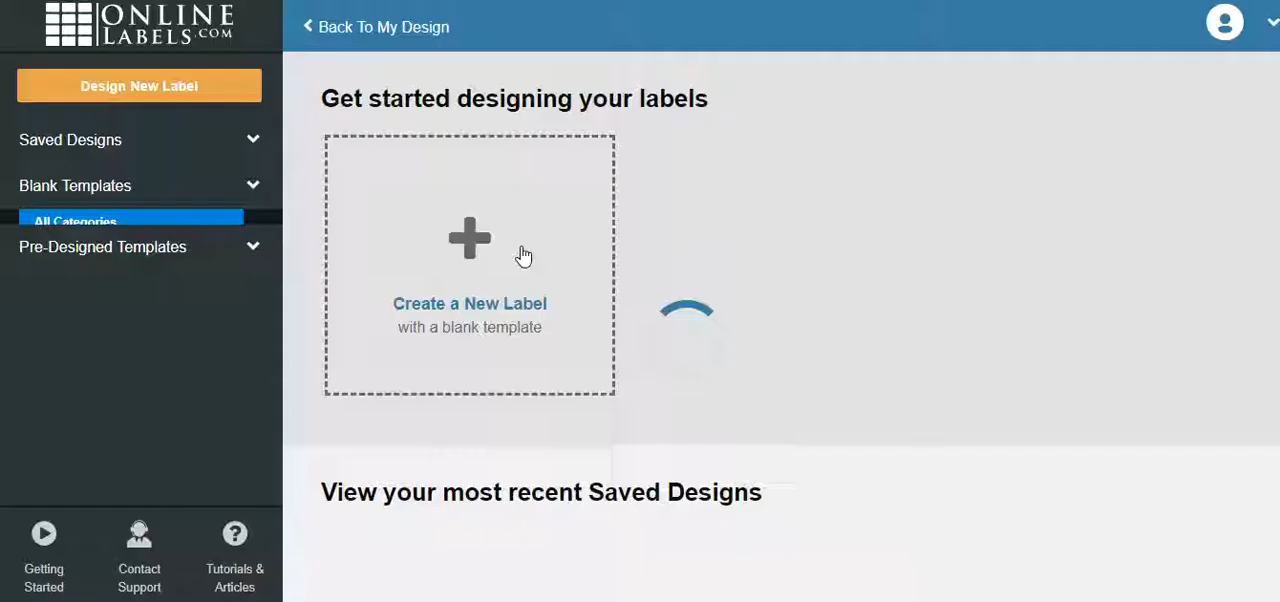 ONLINE
LABELS.COM
Back To My Design
Design New Label
Saved Designs
Blank Templates
All Categories
Pre-Designed Templates
Get started designing your labels
Create a New Label
with a blank template
View your most recent Saved Designs
Getting
Started
Contact
Support
Tutorials &
Articles